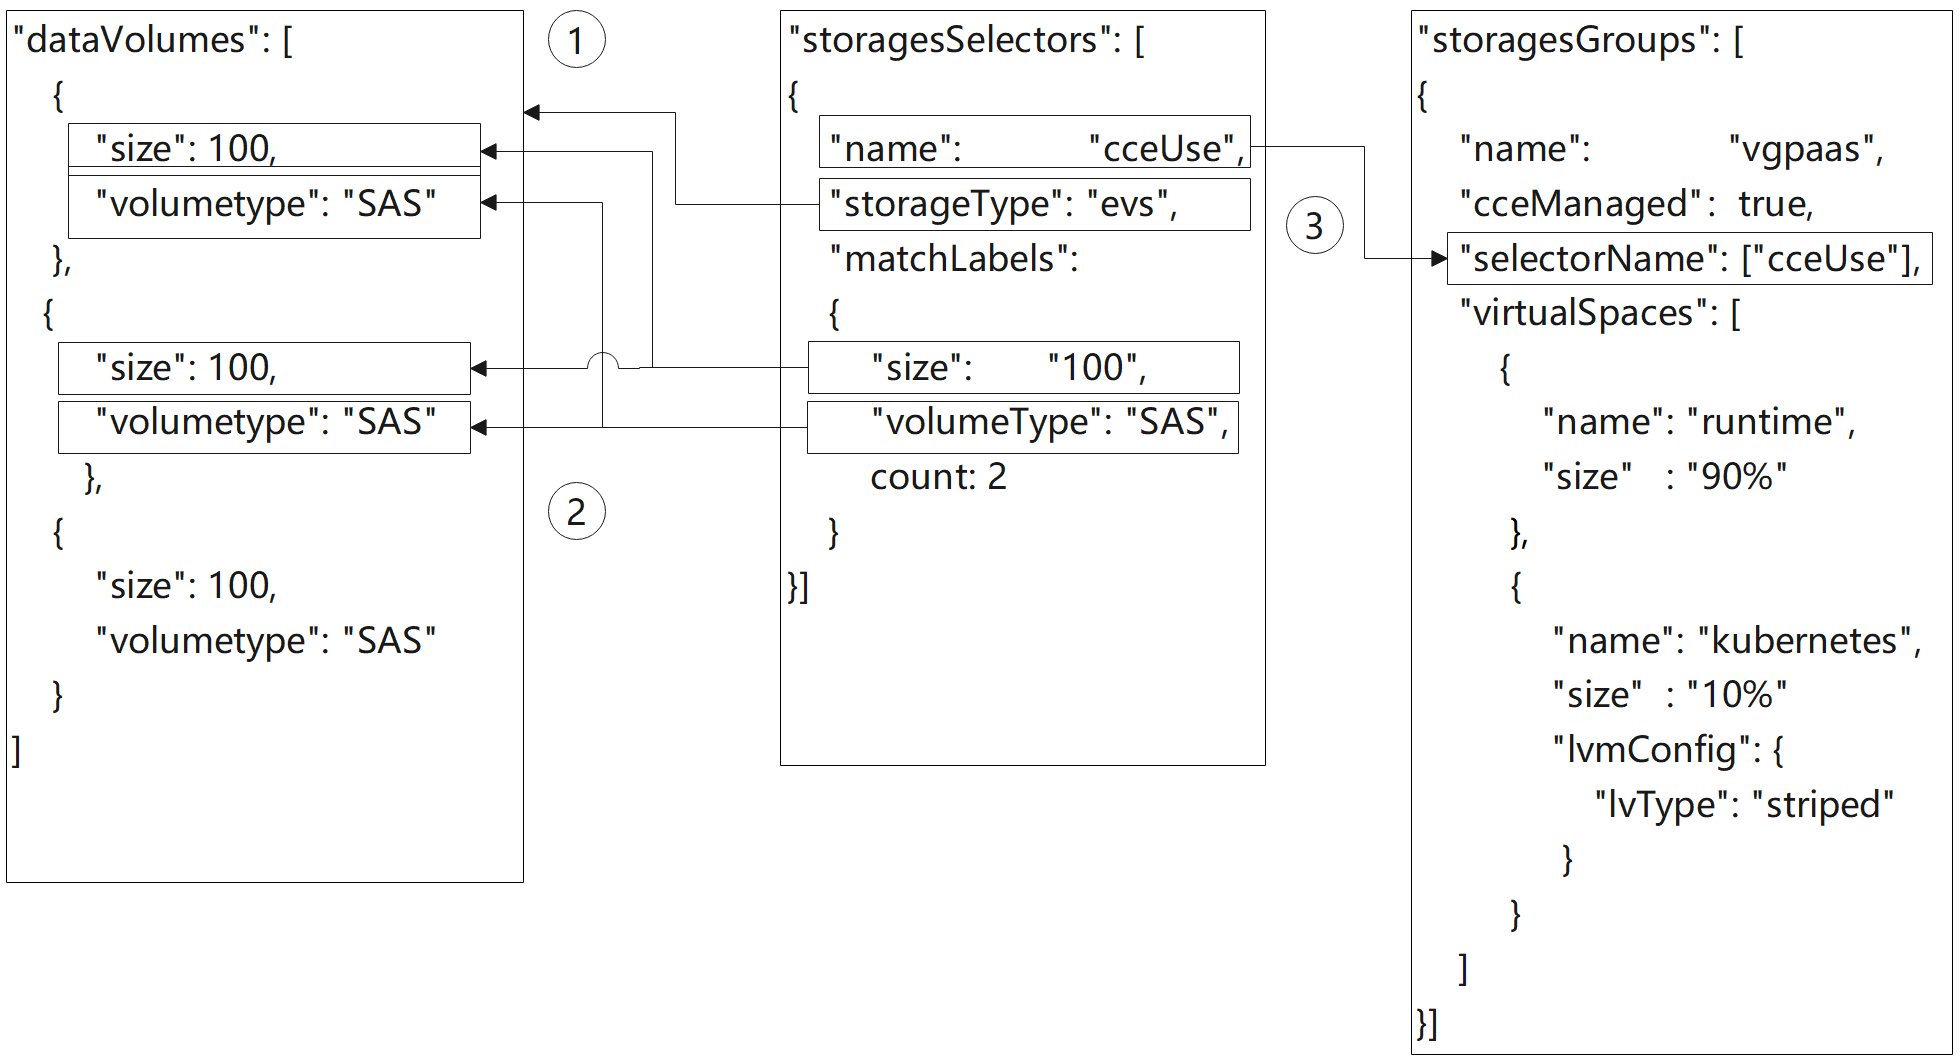 "dataVolumes": [
{
"size": 100,
"volumetype": "SAS"
},
{
"size": 100,
"volumetype": "SAS"
},
{
"size": 100,
"volumetype": "SAS"
}
]
1
2
"storagesSelectors": [
{
"name": "cceUse",
"storageType": "evs",
"matchLabels":
{
"size": "100",
"volumeType": "SAS",
count: 2
}
}]
3
"storagesGroups": [
{
"name": "vgpaas",
"cceManaged": true,
"selectorName": ["cceUse"],
"virtualSpaces": [
{
"name": "runtime",
"size" : "90%"
},
{
"name": "kubernetes",
"size" : "10%"
"lvmConfig": {
"lvType": "striped"
}
}
]
}]